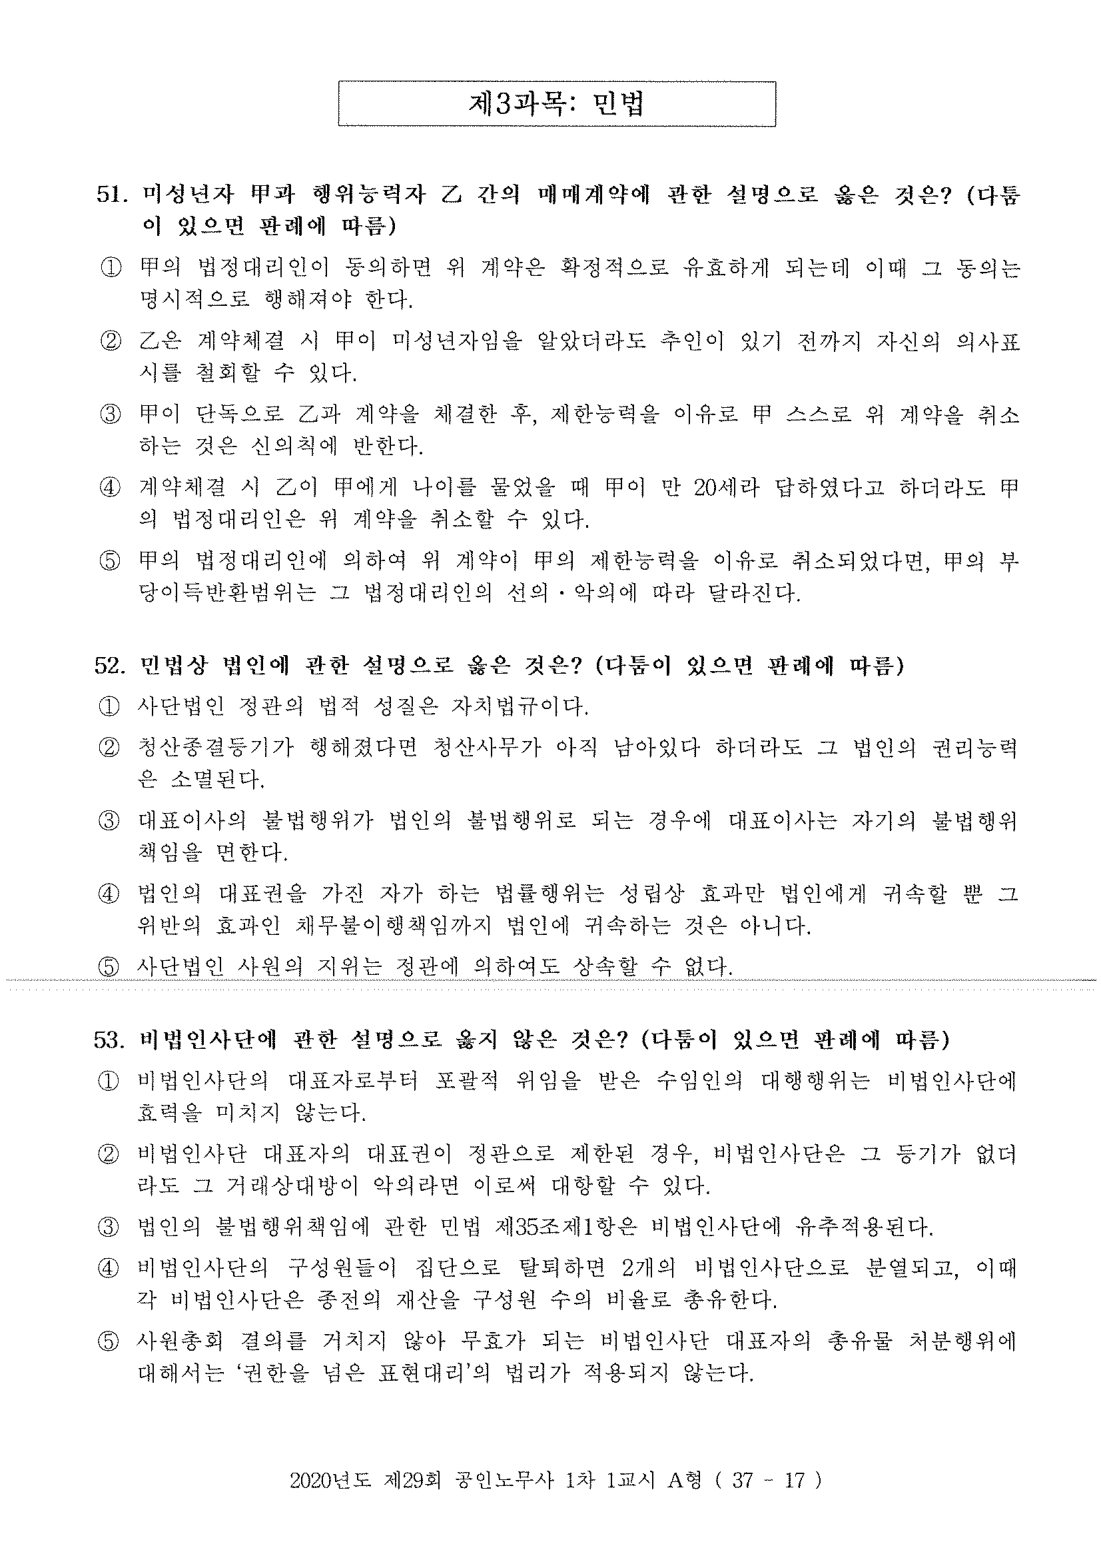 제3과목: 민법
51. 미성년자 甲과 행위능력자 乙 간의 매매계약에 관한 설명으로 옳은 것은? (다툼
이 있으면 판례에 따름)
① 甲의 법정대리인이 동의하면 위 계약은 확정적으로 유효하게 되는데 이때 그 동의는
명시적으로 행해져야 한다.
② 乙은 계약체결 시 甲이 미성년자임을 알았더라도 추인이 있기 전까지 자신의 의사표
시를 철회할 수 있다.
③ 甲이 단독으로 乙과 계약을 체결한 후, 제한능력을 이유로 甲 스스로 위 계약을 취소
하는 것은 신의칙에 반한다.
④ 계약체결 시 乙이 甲에게 나이를 물었을 때 甲이 만 20세라 답하였다고 하더라도 甲
의 법정대리인은 위 계약을 취소할 수 있다.
⑤ 甲의 법정대리인에 의하여 위 계약이 甲의 제한능력을 이유로 취소되었다면, 甲의 부
당이득반환범위는 그 법정대리인의 선의・악의에 따라 달라진다.
52. 민법상 법인에 관한 설명으로 옳은 것은? (다툼이 있으면 판례에 따름)
① 사단법인 정관의 법적 성질은 자치법규이다.
② 청산종결등기가 행해졌다면 청산사무가 아직 남아있다 하더라도 그 법인의 권리능력
은 소멸된다.
③ 대표이사의 불법행위가 법인의 불법행위로 되는 경우에 대표이사는 자기의 불법행위
책임을 면한다.
④ 법인의 대표권을 가진 자가 하는 법률행위는 성립상 효과만 법인에게 귀속할 뿐 그
위반의 효과인 채무불이행책임까지 법인에 귀속하는 것은 아니다.
⑤ 사단법인 사원의 지위는 정관에 의하여도 상속할 수 없다.
53. 비법인사단에 관한 설명으로 옳지 않은 것은? (다툼이 있으면 판례에 따름)
① 비법인사단의 대표자로부터 포괄적 위임을 받은 수임인의 대행행위는 비법인사단에
효력을 미치지 않는다.
② 비법인사단 대표자의 대표권이 정관으로 제한된 경우, 비법인사단은 그 등기가 없더
라도 그 거래상대방이 악의라면 이로써 대항할 수 있다.
③ 법인의 불법행위책임에 관한 민법 제35조제1항은 비법인사단에 유추적용된다.
④ 비법인사단의 구성원들이 집단으로 탈퇴하면 2개의 비법인사단으로 분열되고, 이때
각 비법인사단은 종전의 재산을 구성원 수의 비율로 총유한다.
⑤ 사원총회 결의를 거치지 않아 무효가 되는 비법인사단 대표자의 총유물 처분행위에
대해서는 ‘권한을 넘은 표현대리’의 법리가 적용되지 않는다.
2020년도 제29회 공인노무사 1차 1교시 A형 ( 37 - 17 )